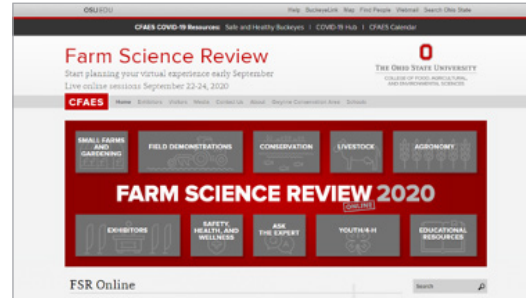 OSU.EDU
Help BuckeyeLink Map Find People Webmail Search Ohio State
CFAES COVID-19 Resources: Safe and Healthy Buckeyes | COVID-19 Hub | CFAES Calendar
Farm Science Review
Start planning your virtual experience early September
Live online sessions September 22-24, 2020
THE OHIO STATE UNIVERSITY
COLLEGE OF FOOD, AGRICULTURAL,
AND ENVIRONMENTAL SCIENCES
CFAES Home Exhibitors Visitors Media Contact Us About Gwynne Conservation Area Schools
SMALL FARMS
AND
GARDENING
FIELD DEMONSTRATIONS
CONSERVATION
LIVESTOCK
AGRONOMY
FARM SCIENCE REVIEW 2020
ONLINE
EXHIBITORS
SAFETY,
HEALTH, AND
WELLNESS
ASK
THE EXPERT
YOUTH/4-H
EDUCATIONAL
RESOURCES
FSR Online
Search